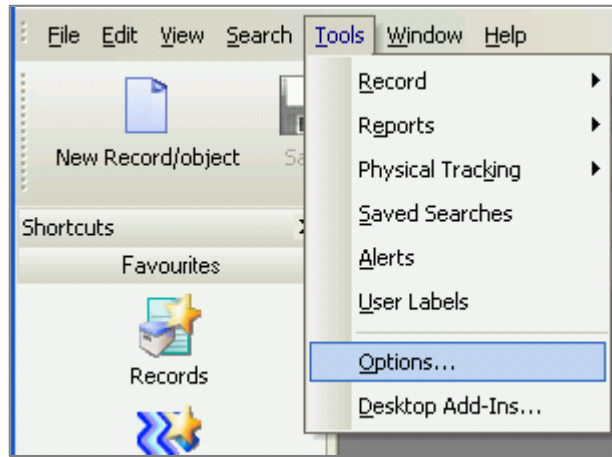 File Edit View Search Tools Window Help
New Record/object
Shortcuts
Favourites
Records
Record
Reports
Physical Tracking
Saved Searches
Alerts
User Labels
Options...
Desktop Add-Ins...